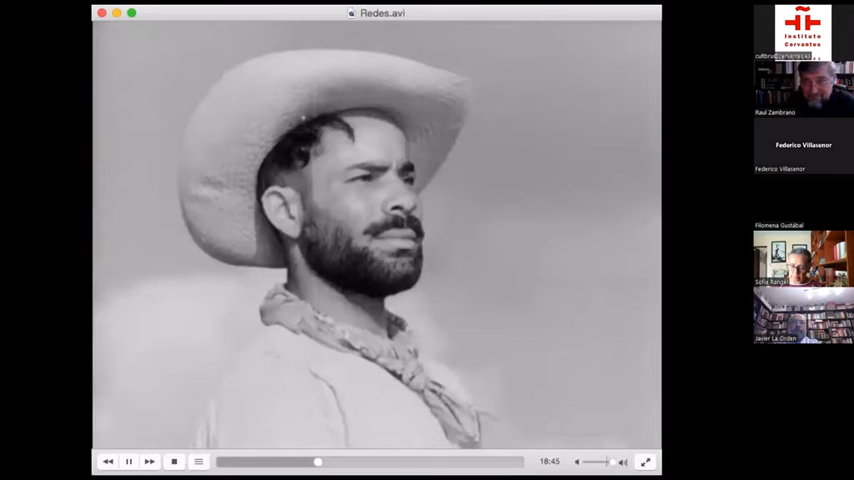 Redes.avi
18:45
Instituto
Cervantes
Raul Zambrano
Federico Villasenor
Federico Villasenor
Filomena Gustábal
Sofia Rangel
Javier La Orden